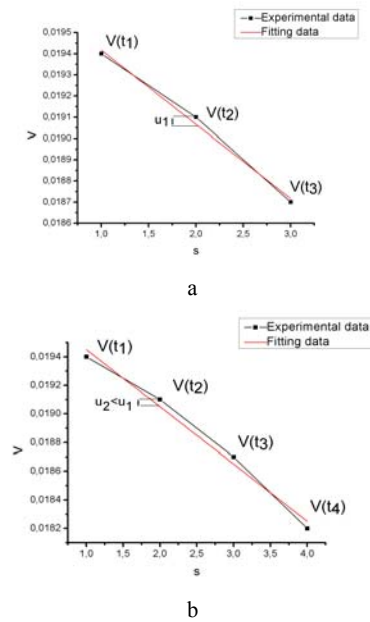 Experimental data
Fitting data
0,0195
0,0194
0,0193
0,0192
0,0191
0,0190
0,0189
0,0188
0,0187
0,0186
V
V(t1)
V(t2)
u1
V(t3)
1,0 1,5 2,0 2,5 3,0
s
a
Experimental data
Fitting data
0,0194
0,0192
0,0190
0,0188
0,0186
0,0184
0,0182
V
V(t1)
V(t2)
u2<u1
V(t3)
V(t4)
1,0 1,5 2,0 2,5 3,0 3,5 4,0
s
b